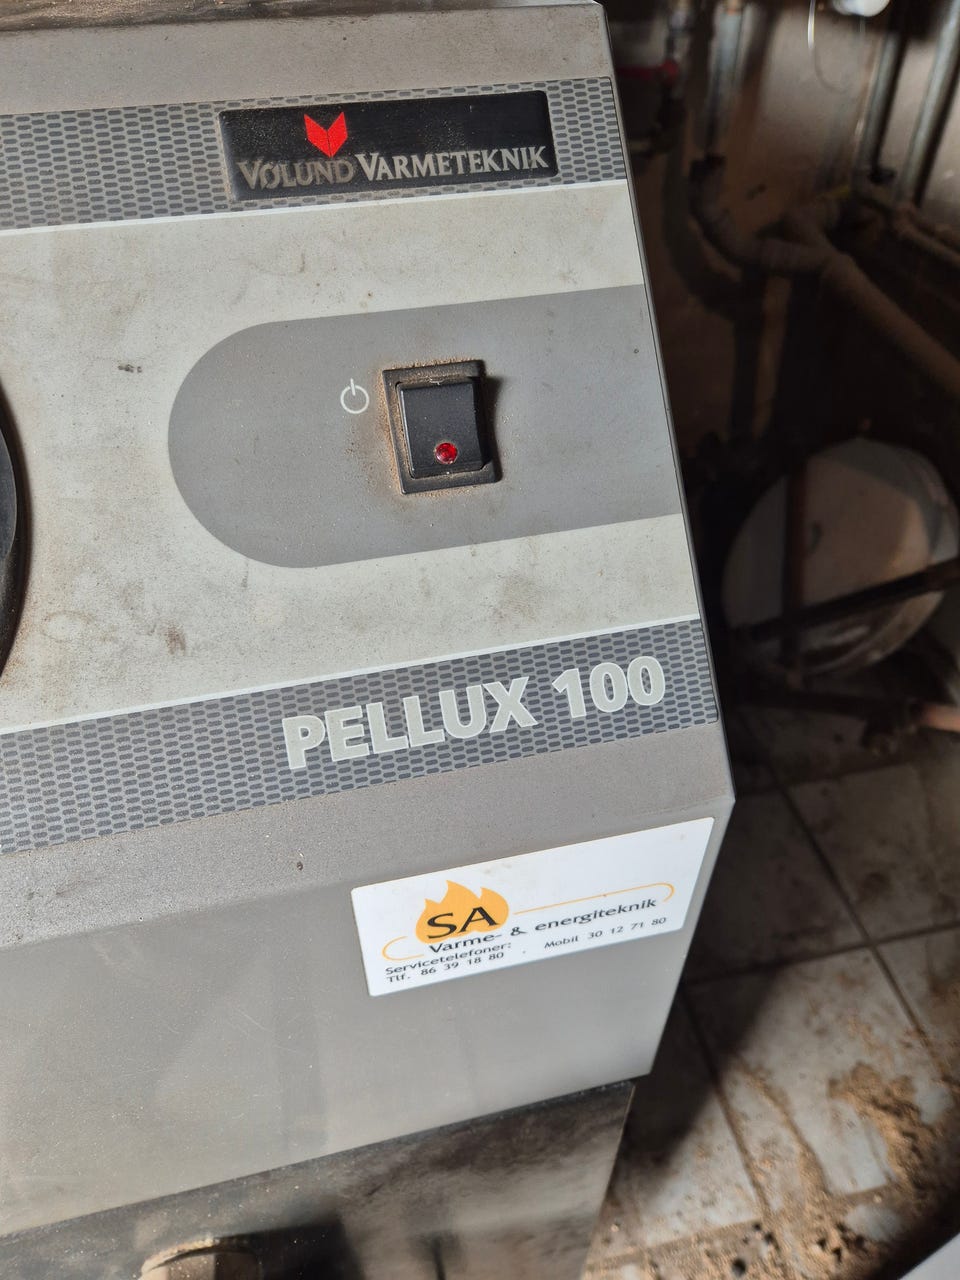 VØLUND VARMETEKNIK
PELLUX 100
SA
Varme- & energiteknik
Servicetelefoner:
Tlf. 86 39 18 80 . Mobil 30 12 71 80